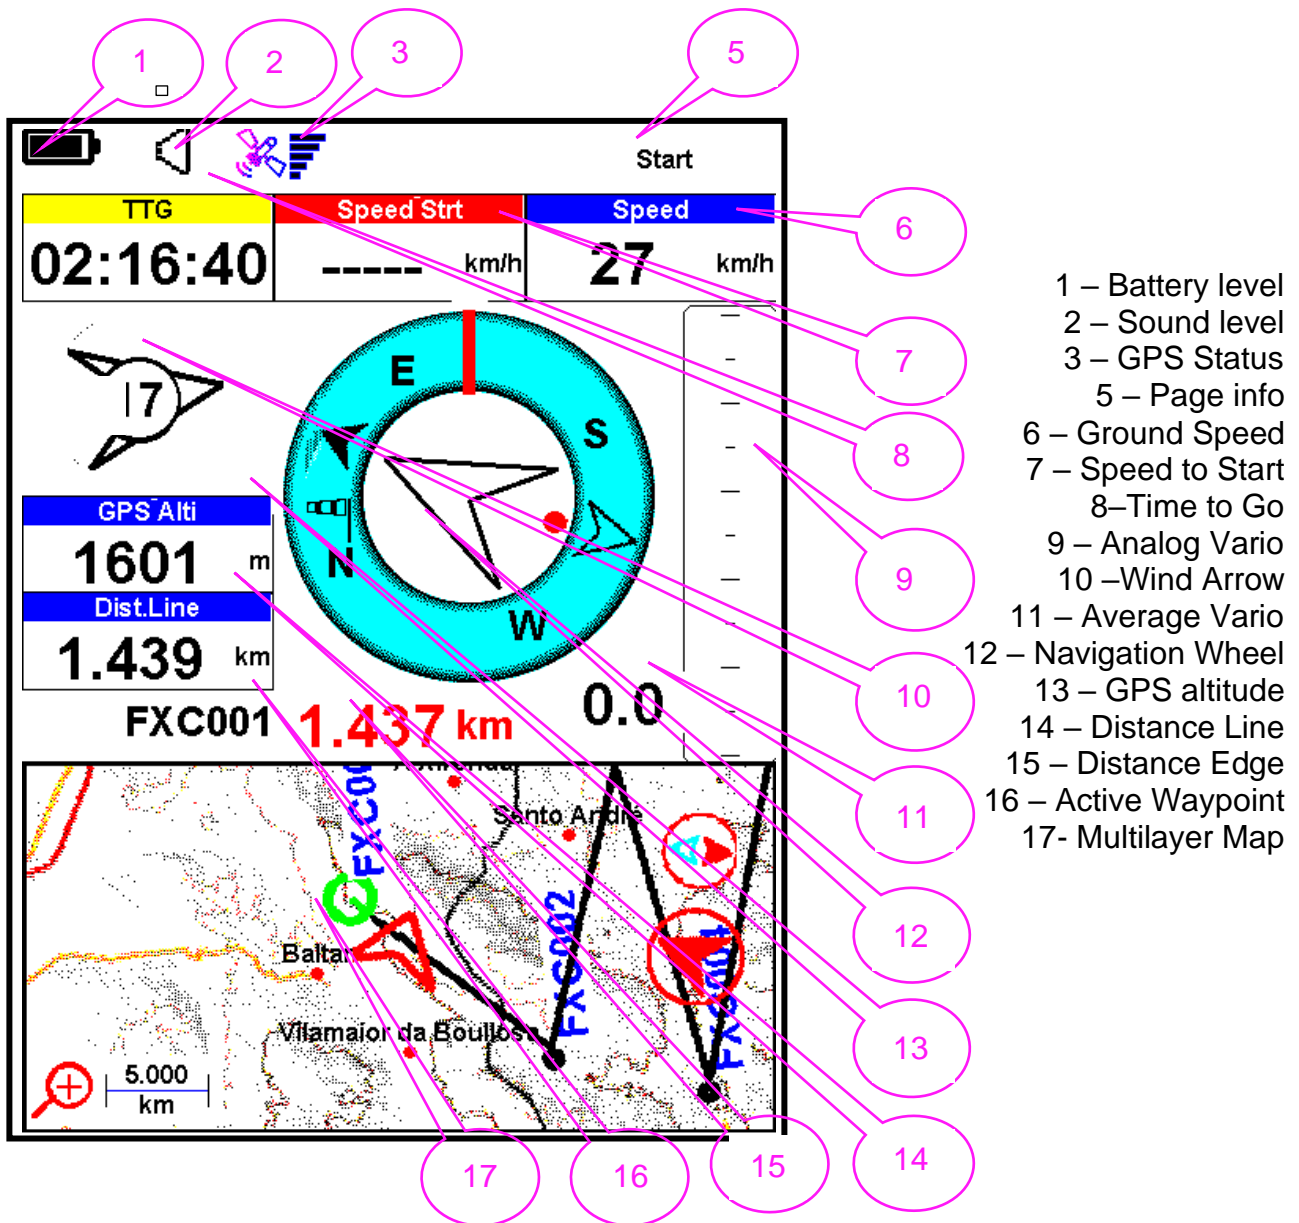 1
2
3
5
Start
TTG
Speed Strt
Speed
02:16:40
----- km/h
27 km/h
6
7
8
9
10
11
12
13
14
15
16
17
17
E
S
N
W
GPS Alti
1601 m
Dist.Line
1.439 km
FXC001
1.437 km
0.0
Santo André
FXC002
Baltar
Vilamaior da Boullosa
5.000
km
1 – Battery level
2 – Sound level
3 – GPS Status
5 – Page info
6 – Ground Speed
7 – Speed to Start
8–Time to Go
9 – Analog Vario
10 –Wind Arrow
11 – Average Vario
12 – Navigation Wheel
13 – GPS altitude
14 – Distance Line
15 – Distance Edge
16 – Active Waypoint
17- Multilayer Map